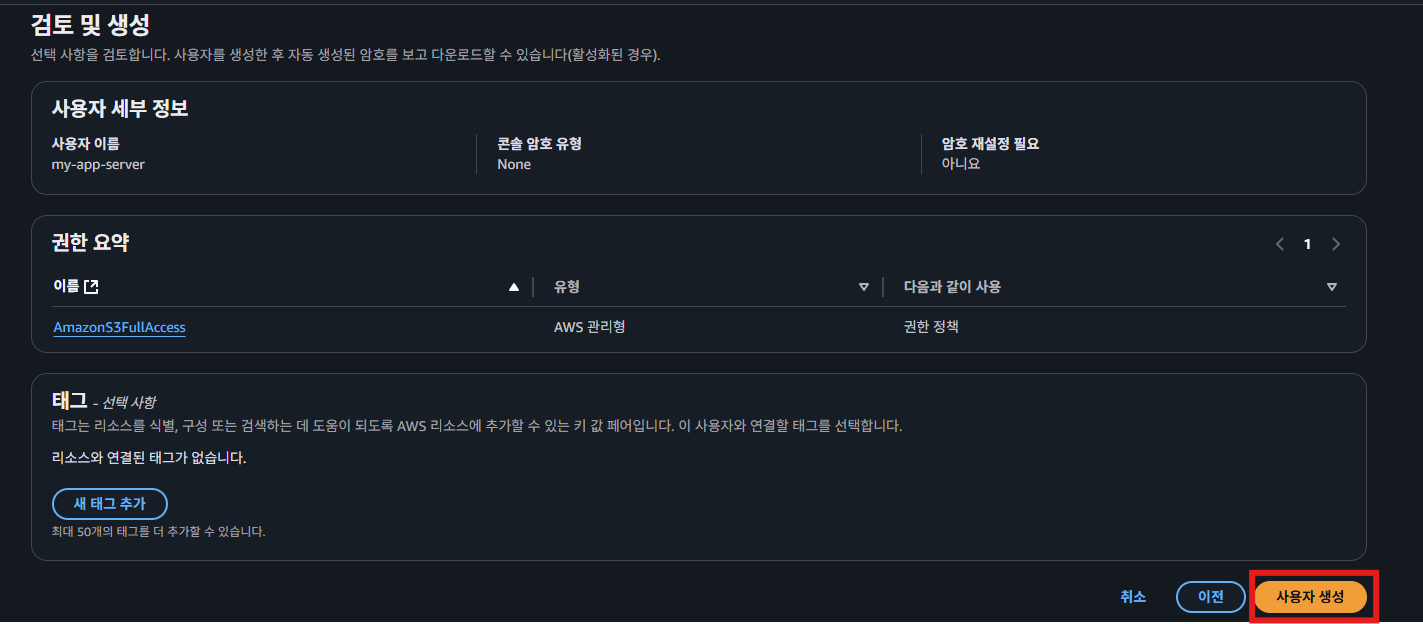 검토 및 생성
선택 사항을 검토합니다. 사용자를 생성한 후 자동 생성된 암호를 보고 다운로드할 수 있습니다(활성화된 경우).
사용자 세부 정보
사용자 이름
my-app-server
콘솔 암호 유형
None
암호 재설정 필요
아니요
권한 요약
1
이름 유형 다음과 같이 사용
AmazonS3FullAccess AWS 관리형 권한 정책
태그 - 선택 사항
태그는 리소스를 식별, 구성 또는 검색하는 데 도움이 되도록 AWS 리소스에 추가할 수 있는 키 값 페어입니다. 이 사용자와 연결할 태그를 선택합니다.
리소스와 연결된 태그가 없습니다.
새 태그 추가
최대 50개의 태그를 더 추가할 수 있습니다.
취소 이전 사용자 생성